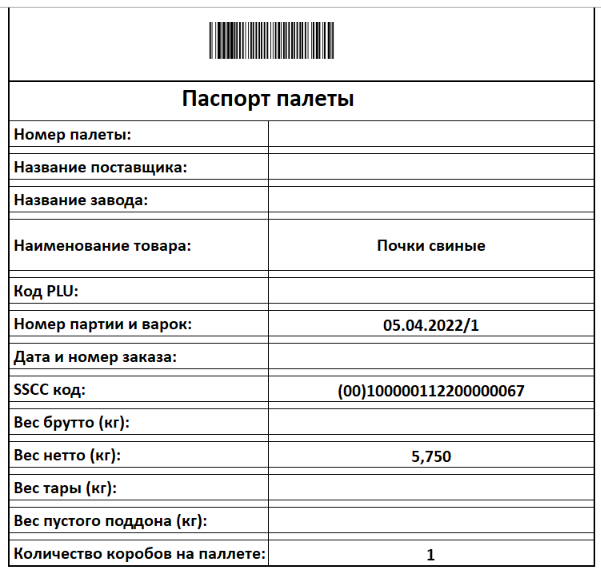 Паспорт палеты
Номер палеты:
Название поставщика:
Название завода:
Наименование товара: Почки свиные
Код PLU:
Номер партии и варок: 05.04.2022/1
Дата и номер заказа:
SSCC код: (00)100000112200000067
Вес брутто (кг):
Вес нетто (кг): 5,750
Вес тары (кг):
Вес пустого поддона (кг):
Количество коробов на паллете: 1